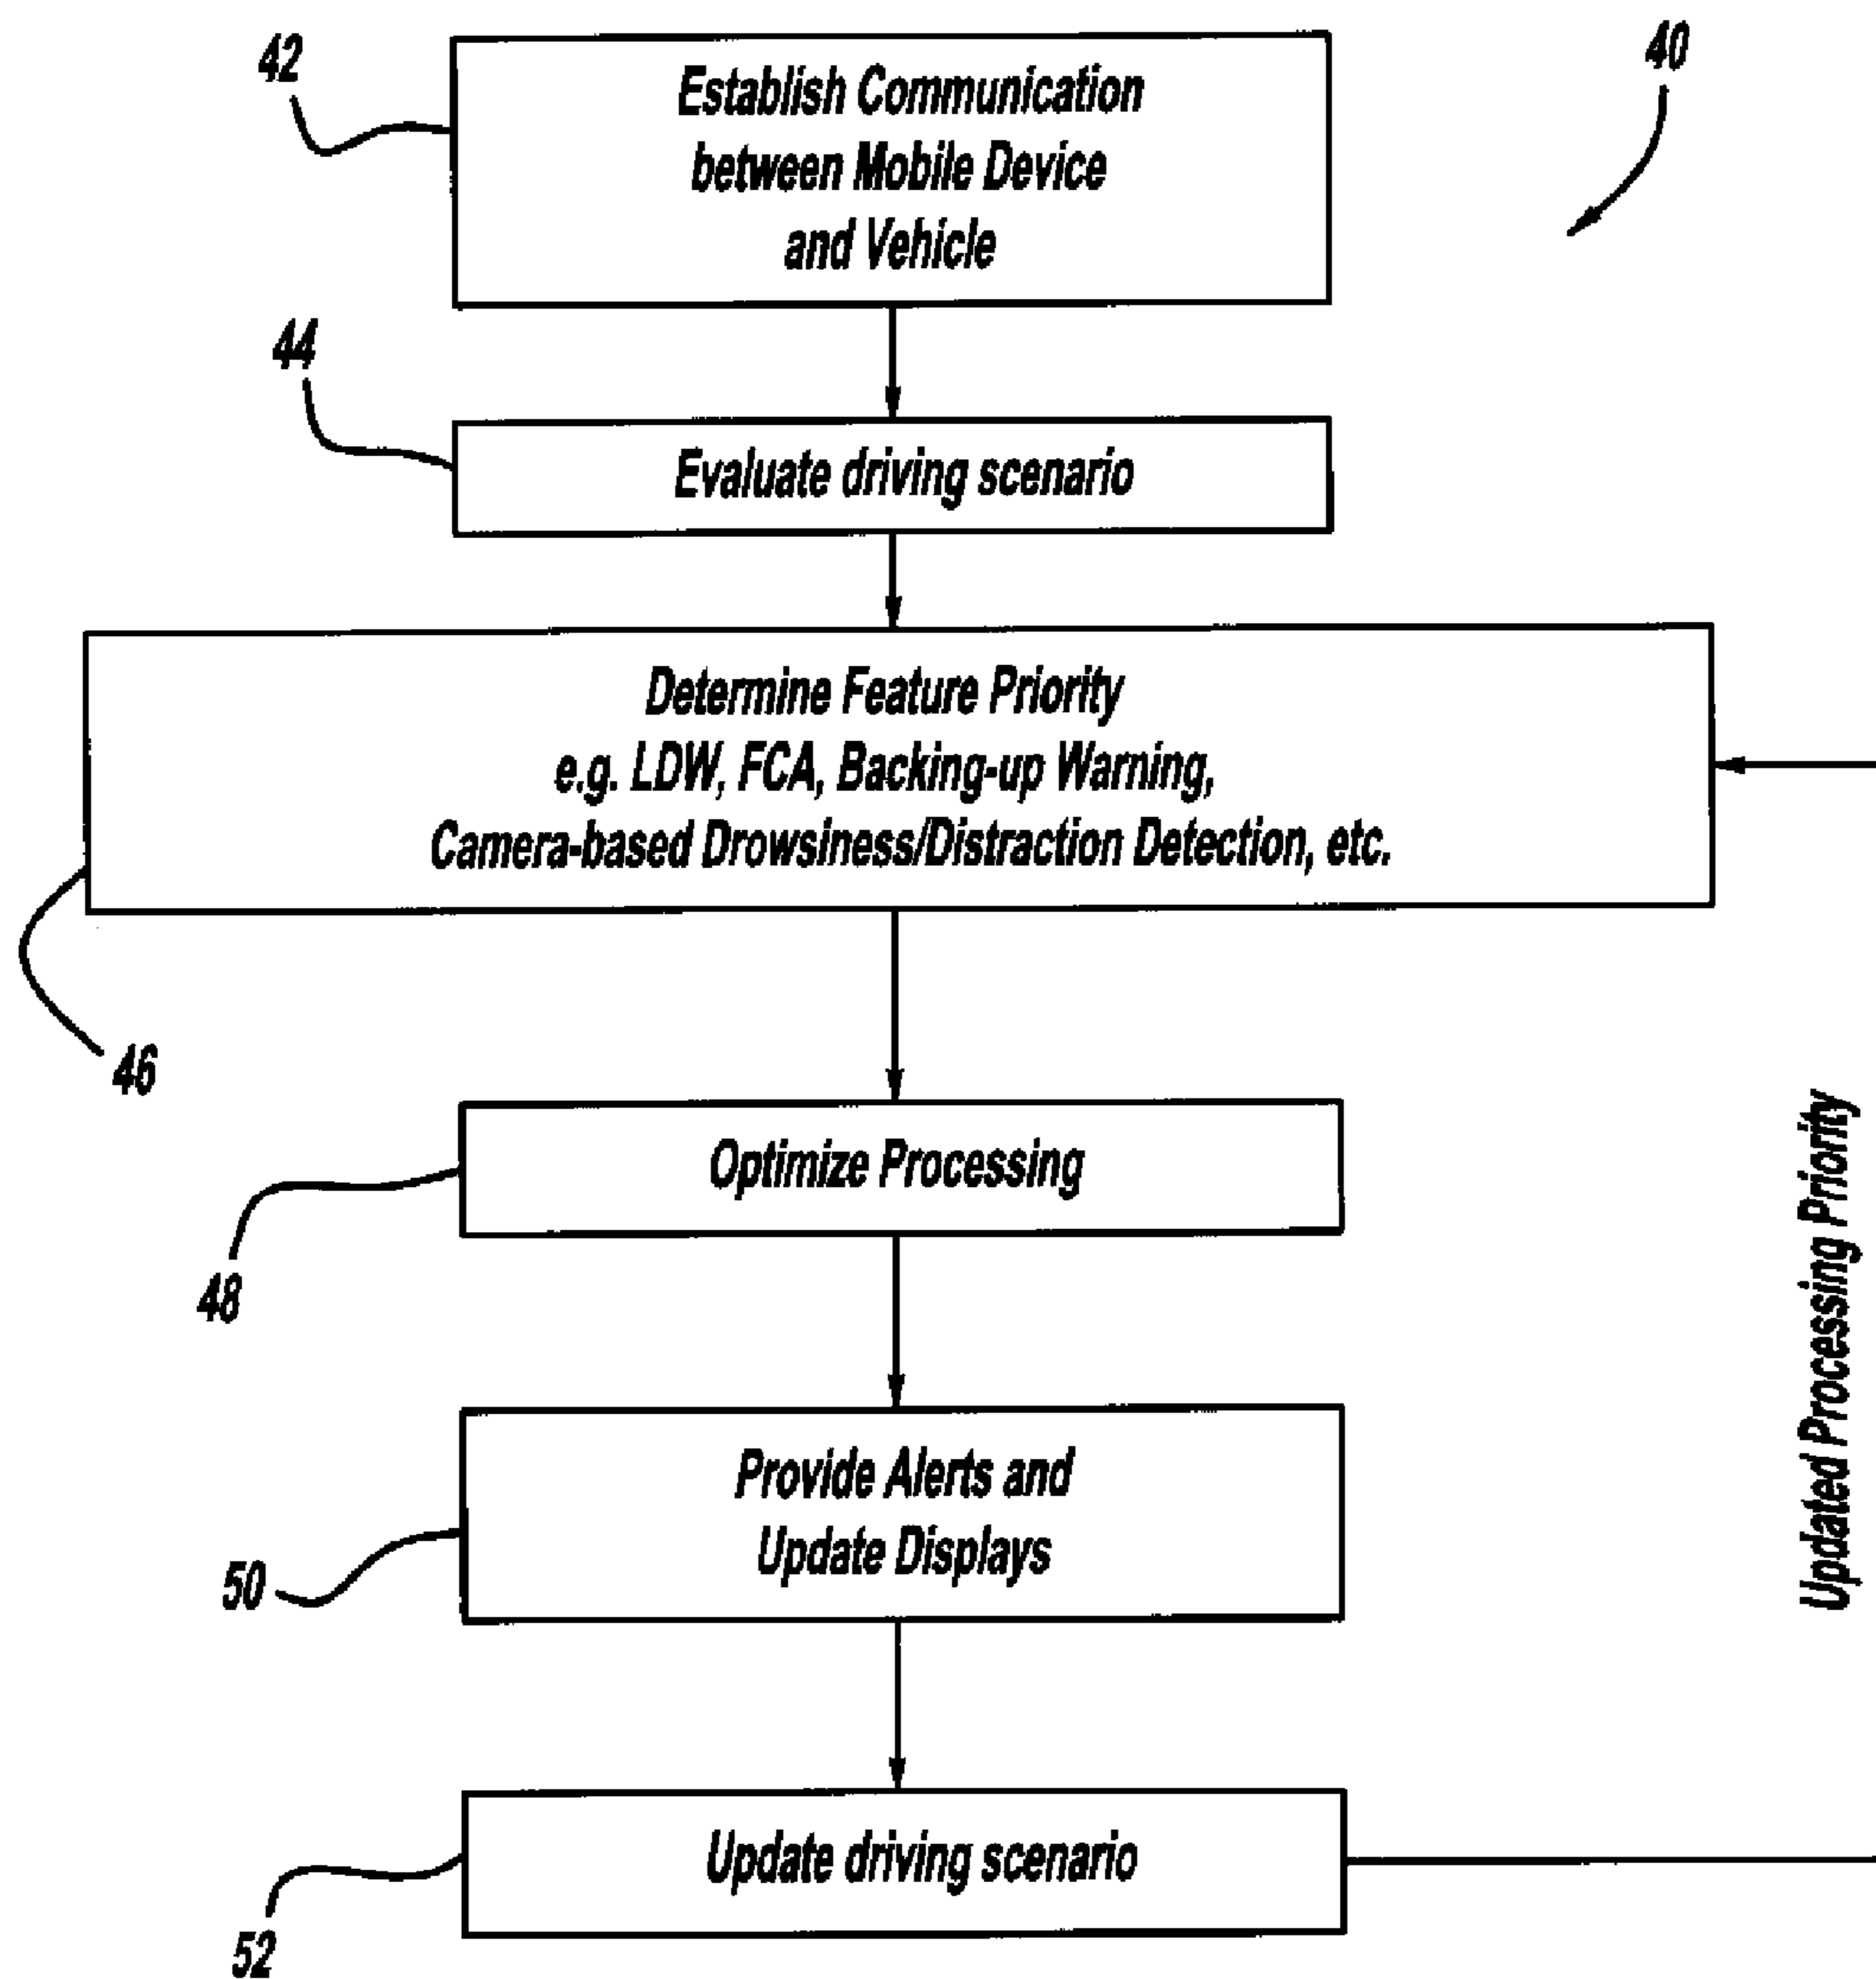 42
40
Establish Communication
between Mobile Device
and Vehicle
44
Evaluate driving scenario
Determine Feature Priority
e.g. LDW, FCA, Backing-up Warning,
Camera-based Drowsiness/Distraction Detection, etc.
46
Optimize Processing
48
Updated Processing Priority
Provide Alerts and
Update Displays
50
Update driving scenario
52